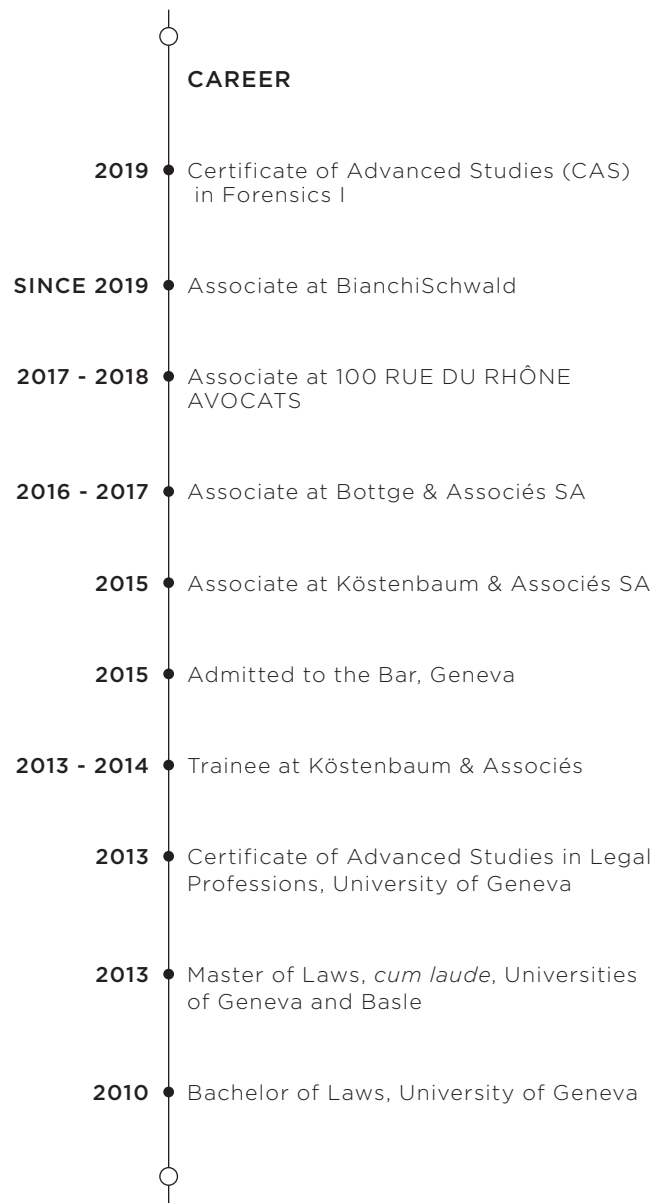 CAREER
2019 Certificate of Advanced Studies (CAS)
in Forensics I
SINCE 2019 Associate at BianchiSchwald
2017 - 2018 Associate at 100 RUE DU RHÔNE
AVOCATS
2016 - 2017 Associate at Bottge & Associés SA
2015 Associate at Köstenbaum & Associés SA
2015 Admitted to the Bar, Geneva
2013 - 2014 Trainee at Köstenbaum & Associés
2013 Certificate of Advanced Studies in Legal
Professions, University of Geneva
2013 Master of Laws, cum laude, Universities
of Geneva and Basle
2010 Bachelor of Laws, University of Geneva